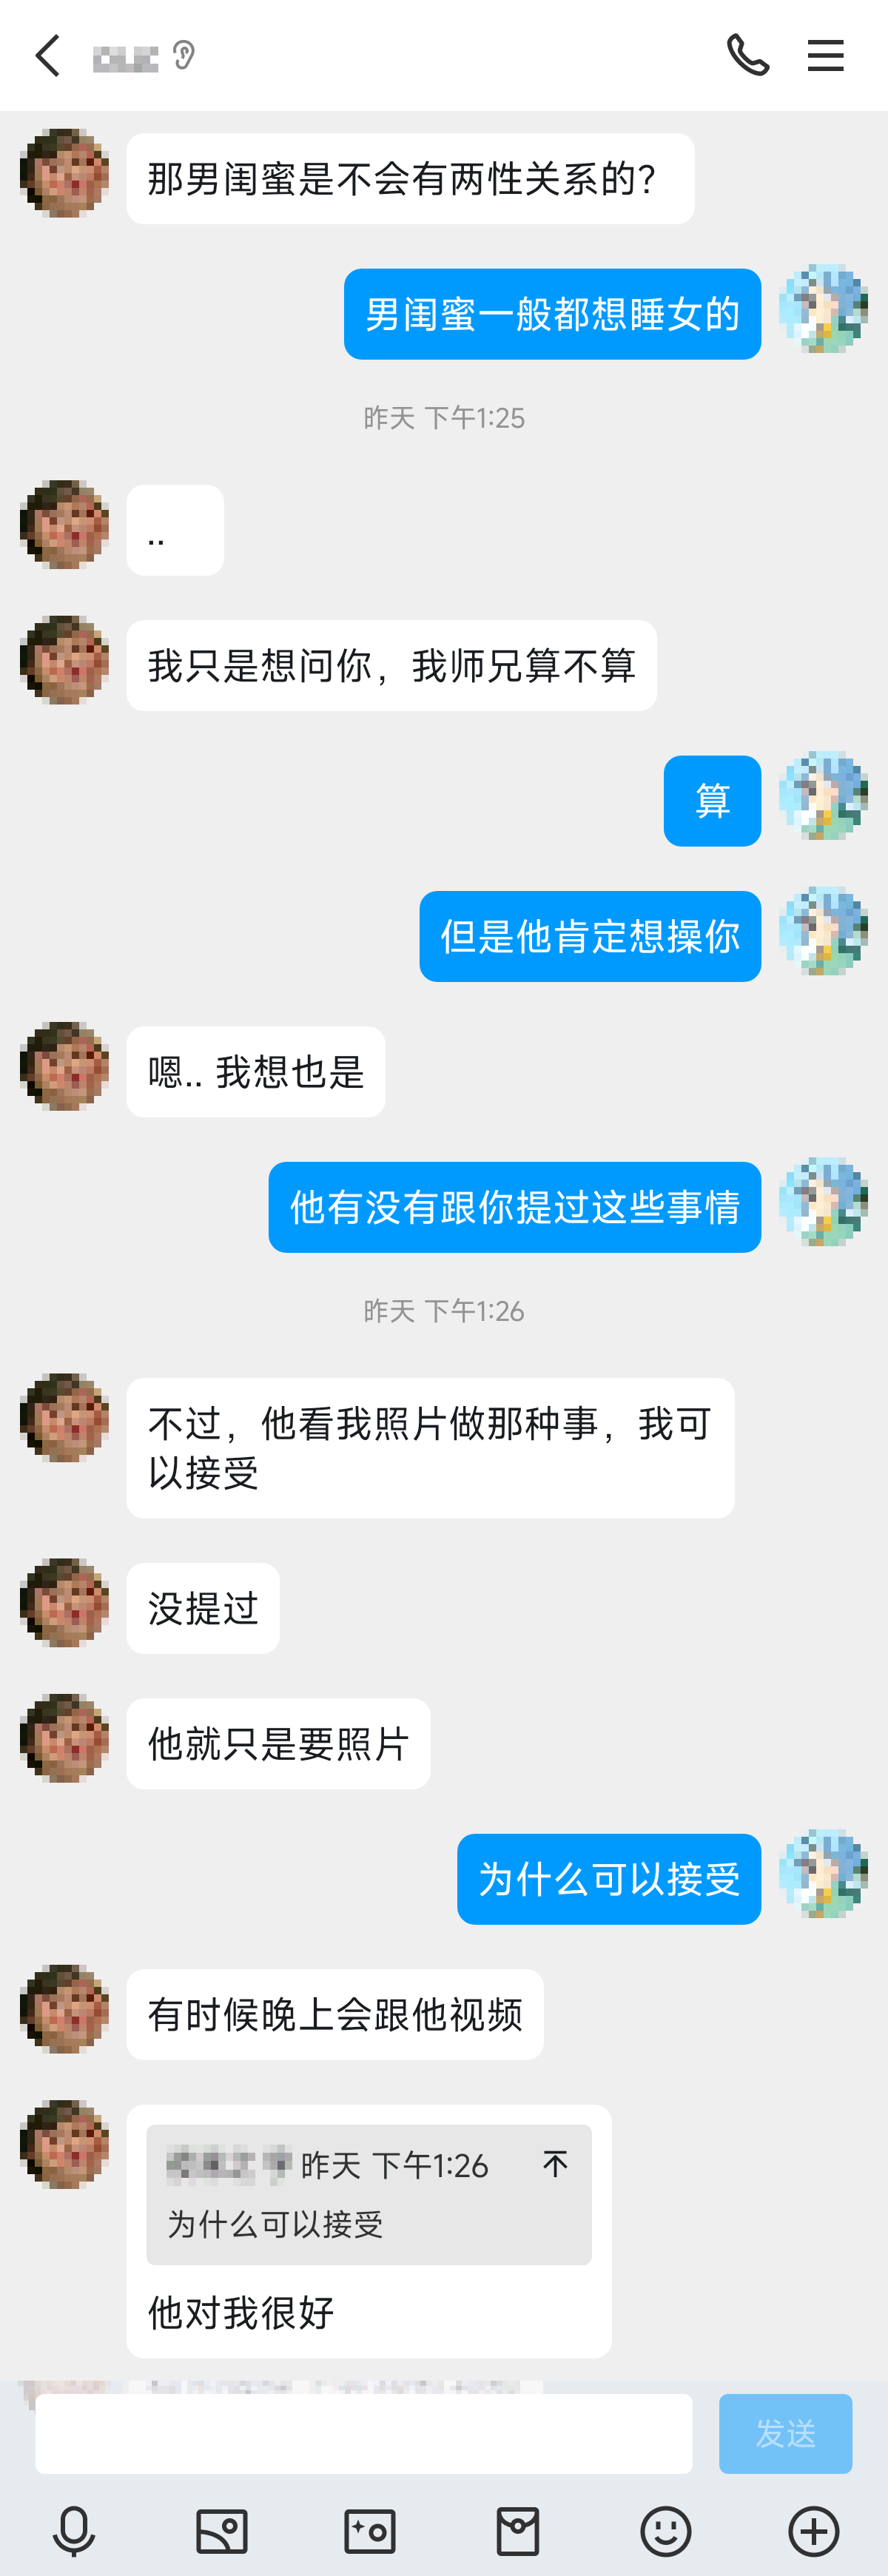 那男闺蜜是不会有两性关系的？
男闺蜜一般都想睡女的
昨天 下午1:25
..
我只是想问你，我师兄算不算
算
但是他肯定想操你
嗯.. 我想也是
他有没有跟你提过这些事情
昨天 下午1:26
不过，他看我照片做那种事，我可
以接受
没提过
他就只是要照片
为什么可以接受
有时候晚上会跟他视频
昨天 下午1:26
为什么可以接受
他对我很好
发送